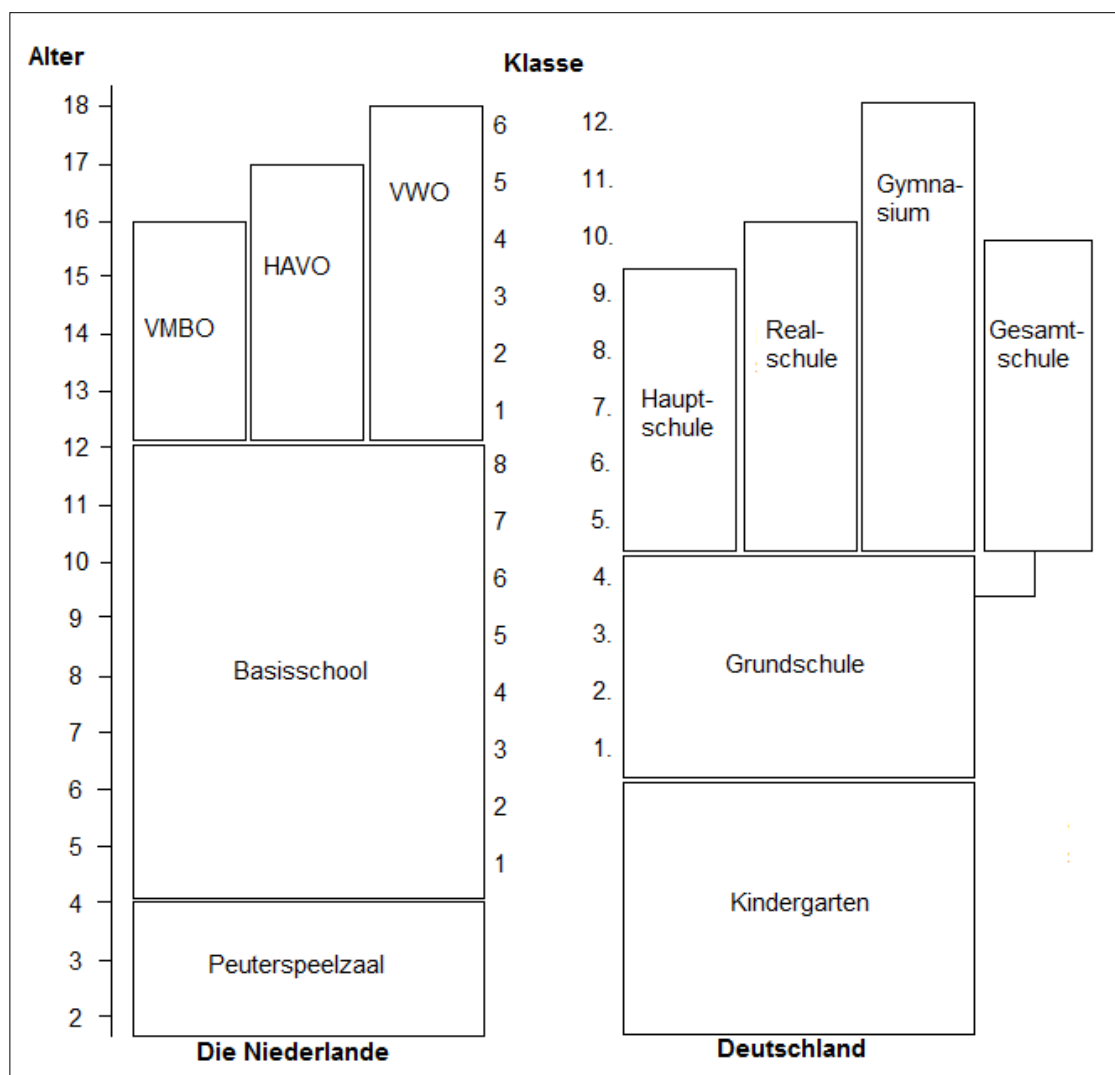 Alter
Klasse
18
17
16
15
14
13
12
11
10
9
8
7
6
5
4
3
2
VMBO
HAVO
VWO
Basisschool
Peuterspeelzaal
6
5
4
3
2
1
8
7
6
5
4
3
2
1
Die Niederlande
12.
11.
10.
9.
8.
7.
6.
5.
4.
3.
2.
1.
Haupt-
schule
Real-
schule
Gymna-
sium
Gesamt-
schule
Grundschule
Kindergarten
Deutschland